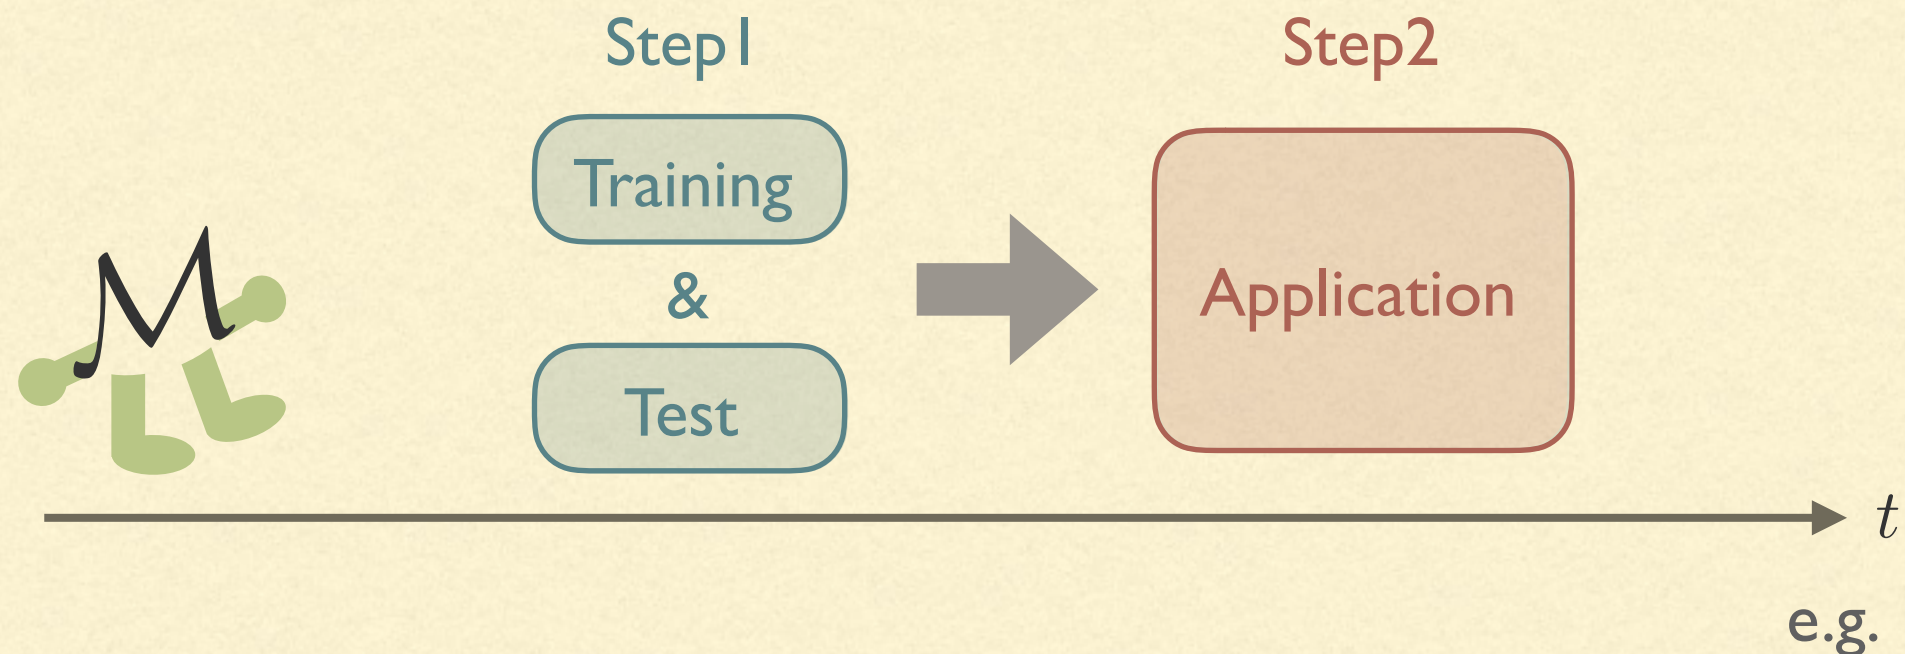 Step1
Step2
Training
&
Test
Application
M
t
e.g.